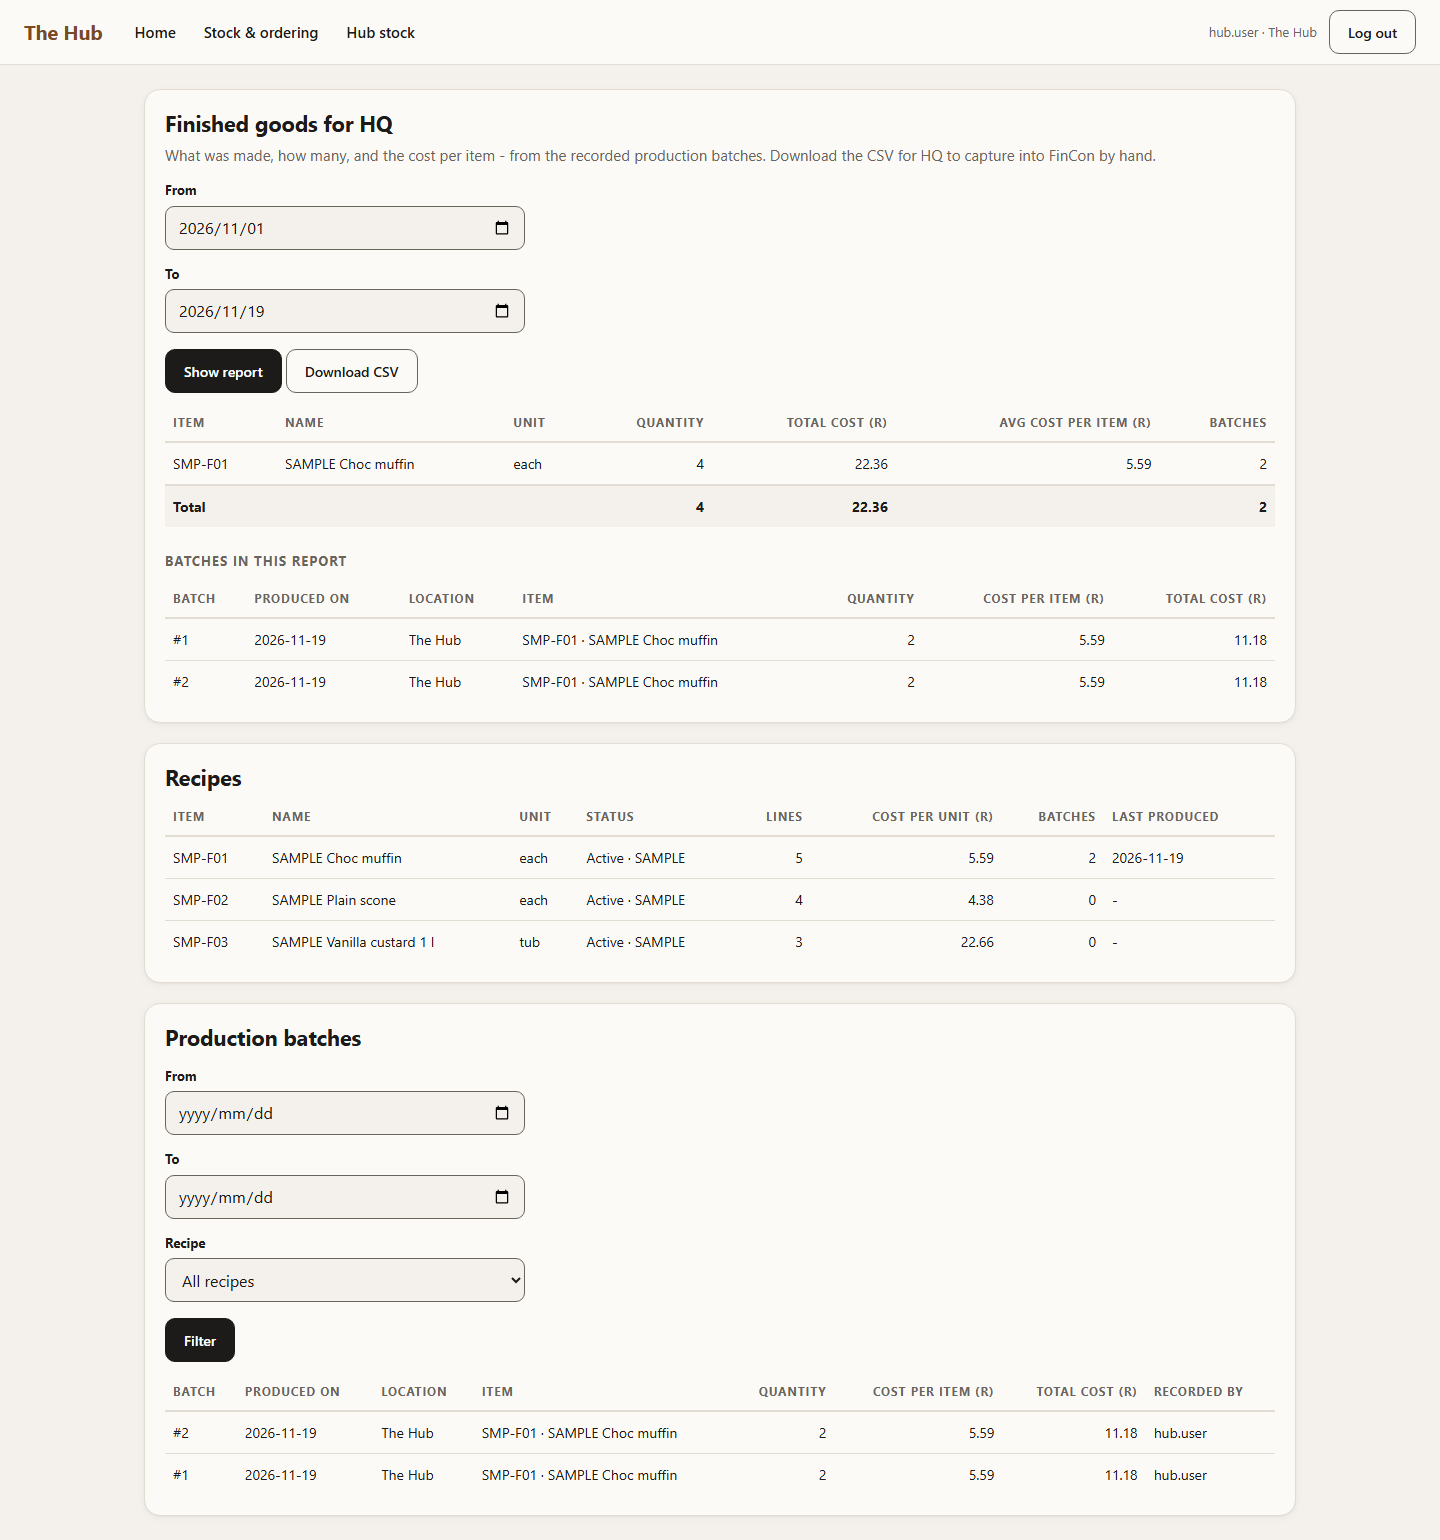 The Hub Home Stock & ordering Hub stock hub.user · The Hub Log out
Finished goods for HQ
What was made, how many, and the cost per item - from the recorded production batches. Download the CSV for HQ to capture into FinCon by hand.
From
2026/11/01
To
2026/11/19
Show report Download CSV
ITEM NAME UNIT QUANTITY TOTAL COST (R) AVG COST PER ITEM (R) BATCHES
SMP-F01 SAMPLE Choc muffin each 4 22.36 5.59 2
Total 4 22.36 2
BATCHES IN THIS REPORT
BATCH PRODUCED ON LOCATION ITEM QUANTITY COST PER ITEM (R) TOTAL COST (R)
#1 2026-11-19 The Hub SMP-F01 · SAMPLE Choc muffin 2 5.59 11.18
#2 2026-11-19 The Hub SMP-F01 · SAMPLE Choc muffin 2 5.59 11.18
Recipes
ITEM NAME UNIT STATUS LINES COST PER UNIT (R) BATCHES LAST PRODUCED
SMP-F01 SAMPLE Choc muffin each Active · SAMPLE 5 5.59 2 2026-11-19
SMP-F02 SAMPLE Plain scone each Active · SAMPLE 4 4.38 0 -
SMP-F03 SAMPLE Vanilla custard 1 l tub Active · SAMPLE 3 22.66 0 -
Production batches
From
yyyy/mm/dd
To
yyyy/mm/dd
Recipe
All recipes
Filter
BATCH PRODUCED ON LOCATION ITEM QUANTITY COST PER ITEM (R) TOTAL COST (R) RECORDED BY
#2 2026-11-19 The Hub SMP-F01 · SAMPLE Choc muffin 2 5.59 11.18 hub.user
#1 2026-11-19 The Hub SMP-F01 · SAMPLE Choc muffin 2 5.59 11.18 hub.user